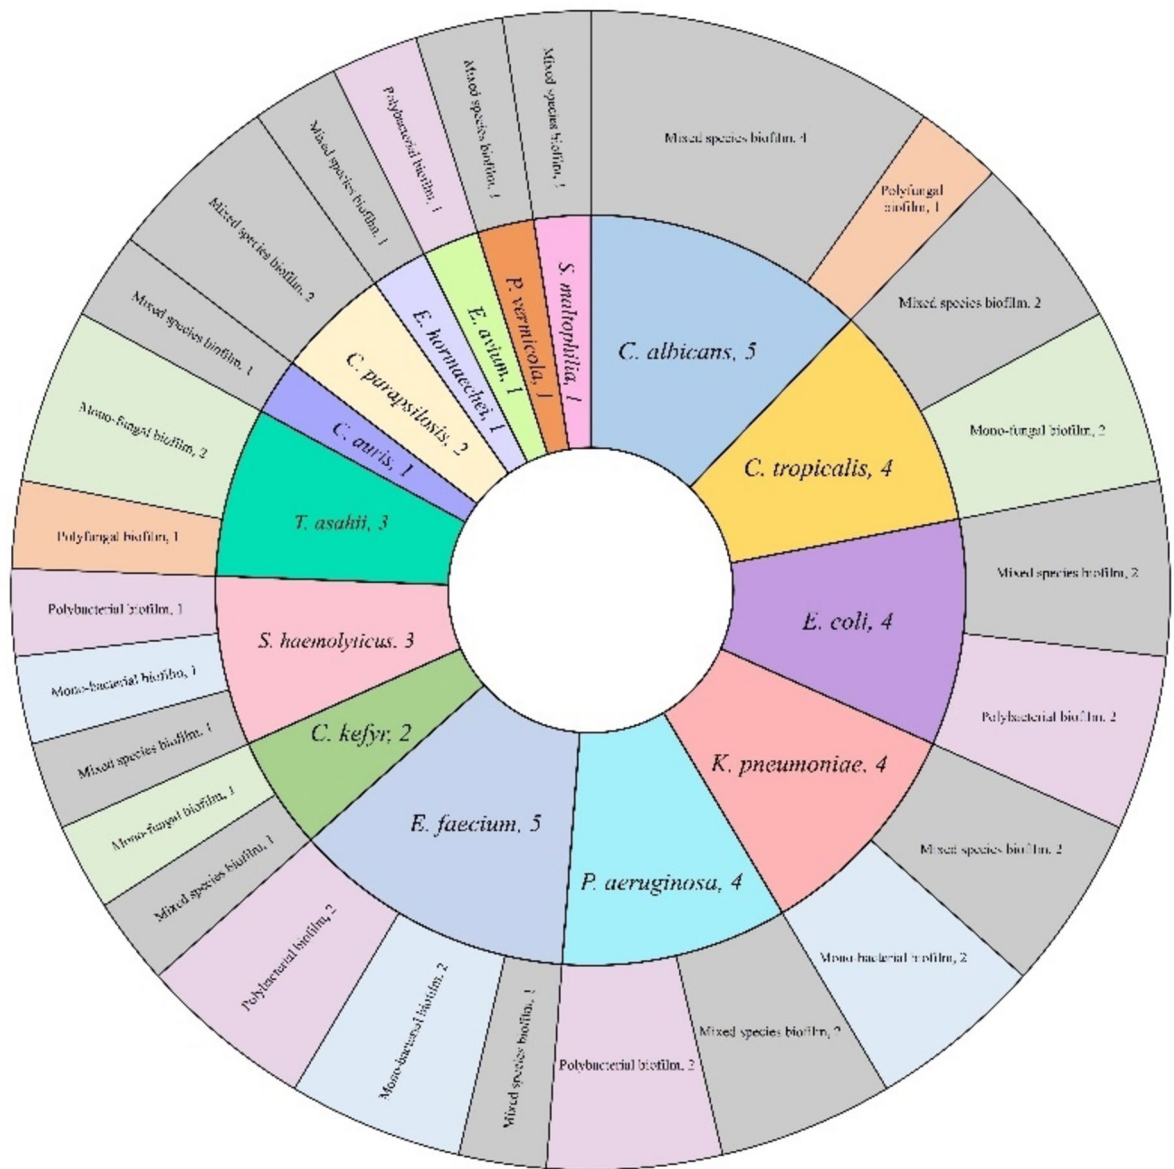 Mixed species biofilm, 4
Polyfungal
biofilm, 1
Mixed species biofilm, 2
Mono-fungal biofilm, 2
Mixed species biofilm, 2
Polybacterial biofilm, 2
Mixed species biofilm, 2
Mono-bacterial biofilm, 2
Mixed species biofilm, 2
Polybacterial biofilm, 2
Mixed species biofilm, 1
Mono-bacterial biofilm, 2
Polybacterial biofilm, 2
Mixed species biofilm, 1
Mono-fungal biofilm, 1
Mixed species biofilm, 1
Mono-bacterial biofilm, 1
Polybacterial biofilm, 1
Polyfungal biofilm, 1
Mono-fungal biofilm, 2
Mixed species biofilm, 1
Mixed species biofilm, 2
Mixed species biofilm, 1
Polybacterial biofilm, 1
Mixed species biofilm, 1
Mixed species biofilm, 1
C. albicans, 5
C. tropicalis, 4
E. coli, 4
K. pneumoniae, 4
P. aeruginosa, 4
E. faecium, 5
C. kefyr, 2
S. haemolyticus, 3
T. asahii, 3
C. auris, 1
C. parapsilosis, 2
E. hormaechei, 1
E. avium, 1
P. vermicola, 1
S. maltophilia, 1